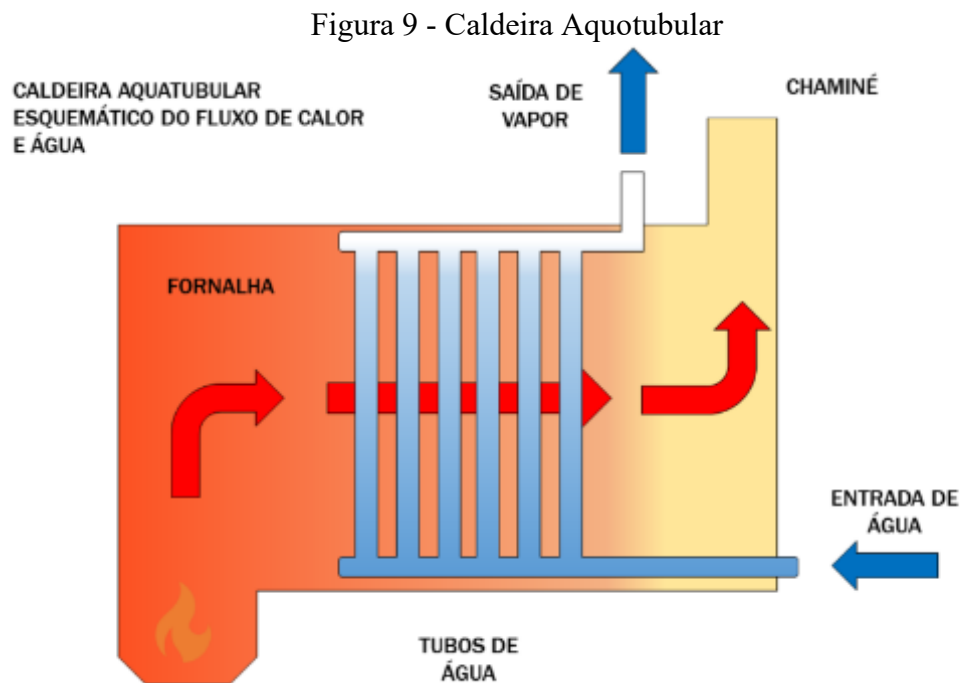 Figura 9 - Caldeira Aquotubular
CALDEIRA AQUATUBULAR
ESQUEMÁTICO DO FLUXO DE CALOR
E ÁGUA
SAÍDA DE
VAPOR
CHAMINÉ
FORNALHA
ENTRADA DE
ÁGUA
TUBOS DE
ÁGUA